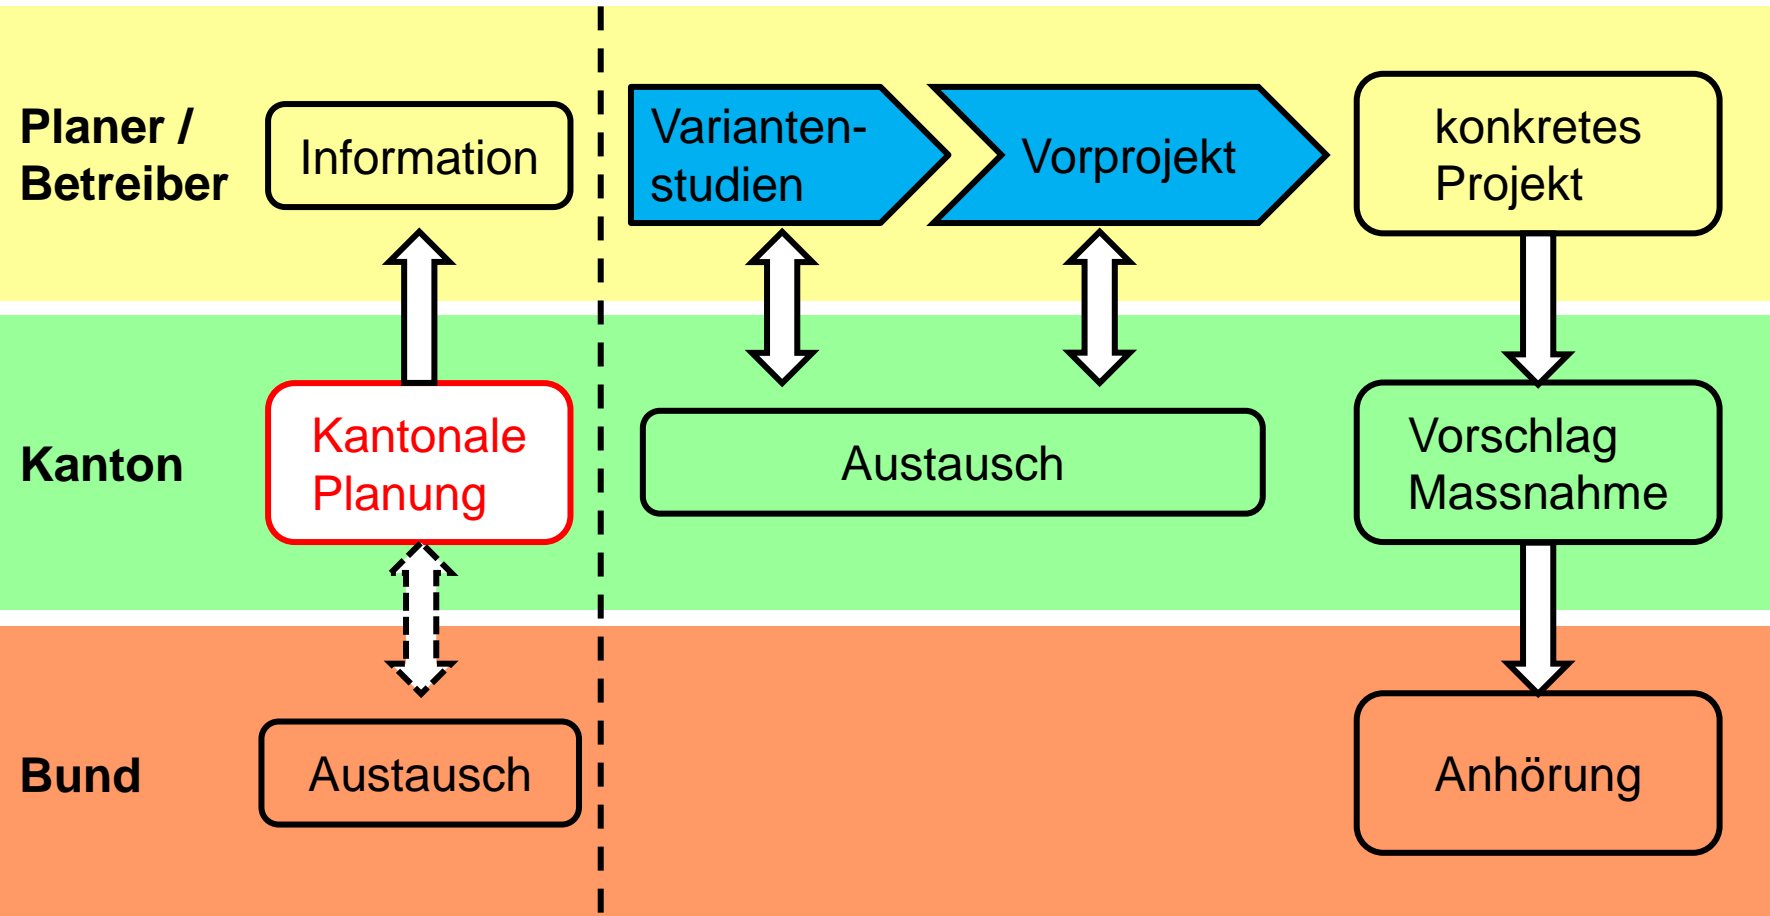 Planer /
Betreiber
Information
Varianten-
studien
Vorprojekt
konkretes
Projekt
Kanton
Kantonale
Planung
Austausch
Vorschlag
Massnahme
Bund
Austausch
Anhörung